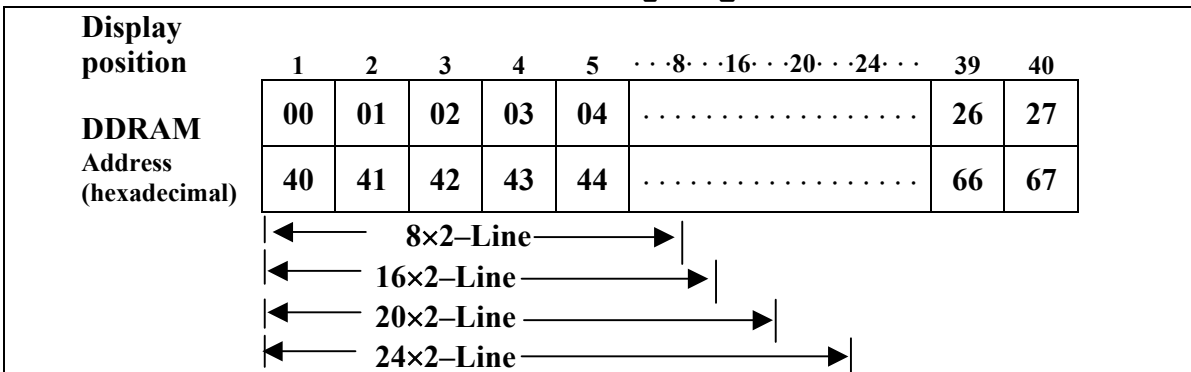 Display
position 1 2 3 4 5 · · ·8· · ·16· · ·20· · ·24· · · 39 40
DDRAM 00 01 02 03 04 · · · · · · · · · · · · · · · · · · 26 27
Address
(hexadecimal) 40 41 42 43 44 · · · · · · · · · · · · · · · · · · 66 67
8×2–Line
16×2–Line
20×2–Line
24×2–Line